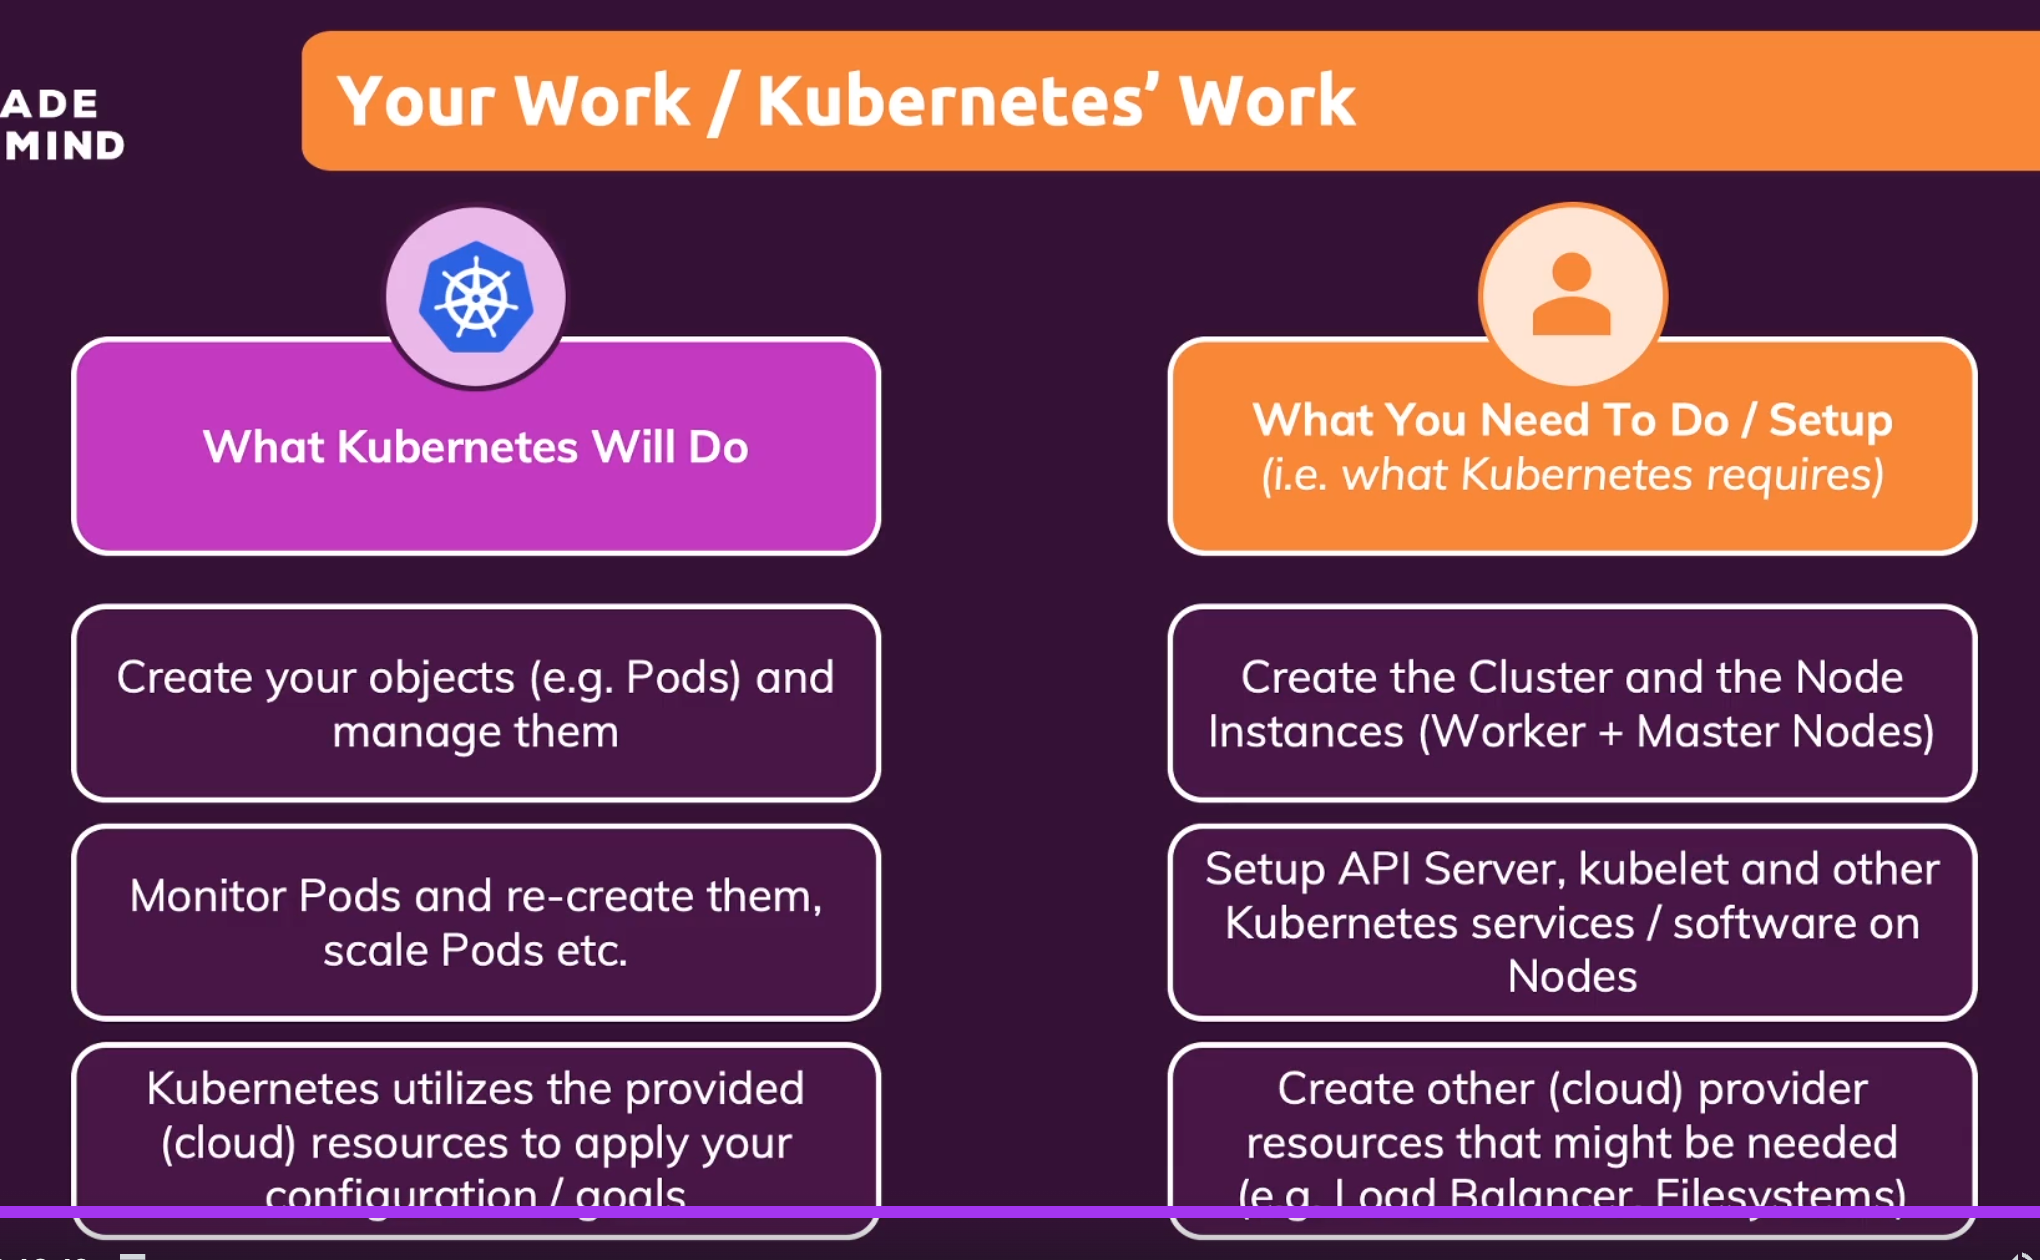 ADE
MIND
Your Work / Kubernetes’ Work
What Kubernetes Will Do
Create your objects (e.g. Pods) and
manage them
Monitor Pods and re-create them,
scale Pods etc.
Kubernetes utilizes the provided
(cloud) resources to apply your
configuration / goals
What You Need To Do / Setup
(i.e. what Kubernetes requires)
Create the Cluster and the Node
Instances (Worker + Master Nodes)
Setup API Server, kubelet and other
Kubernetes services / software on
Nodes
Create other (cloud) provider
resources that might be needed
(e.g. Load Balancer, Filesystems)